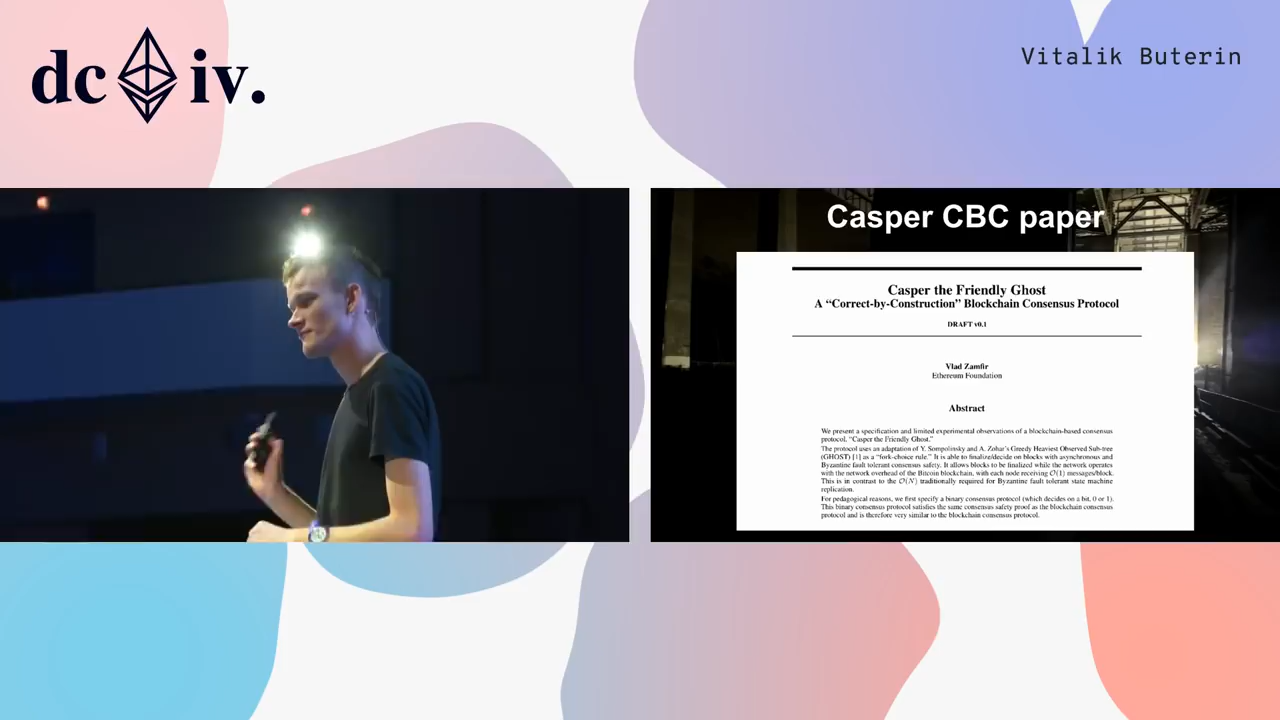 dc iv.
Vitalik Buterin
Casper CBC paper
Casper the Friendly Ghost
A “Correct-by-Construction” Blockchain Consensus Protocol
DRAFT v0.1
Vlad Zamfir
Ethereum Foundation
Abstract
We present a specification and limited experimental observations of a blockchain-based consensus
protocol, “Casper the Friendly Ghost.”
The protocol uses an adaptation of Y. Sompolinsky and A. Zohar’s Greedy Heaviest Observed Sub-tree
(GHOST) [1] as a “fork-choice rule.” It is able to finalize/decide on blocks with asynchronous and
Byzantine fault tolerant consensus safety. It allows blocks to be finalized while the network operates
with the network overhead of the Bitcoin blockchain, with each node receiving O(1) messages/block.
This is in contrast to the O(N) traditionally required for Byzantine fault tolerant state machine
replication.
For pedagogical reasons, we first specify a binary consensus protocol (which decides on a bit, 0 or 1).
This binary consensus protocol satisfies the same consensus safety proof as the blockchain consensus
protocol and is therefore very similar to the blockchain consensus protocol.